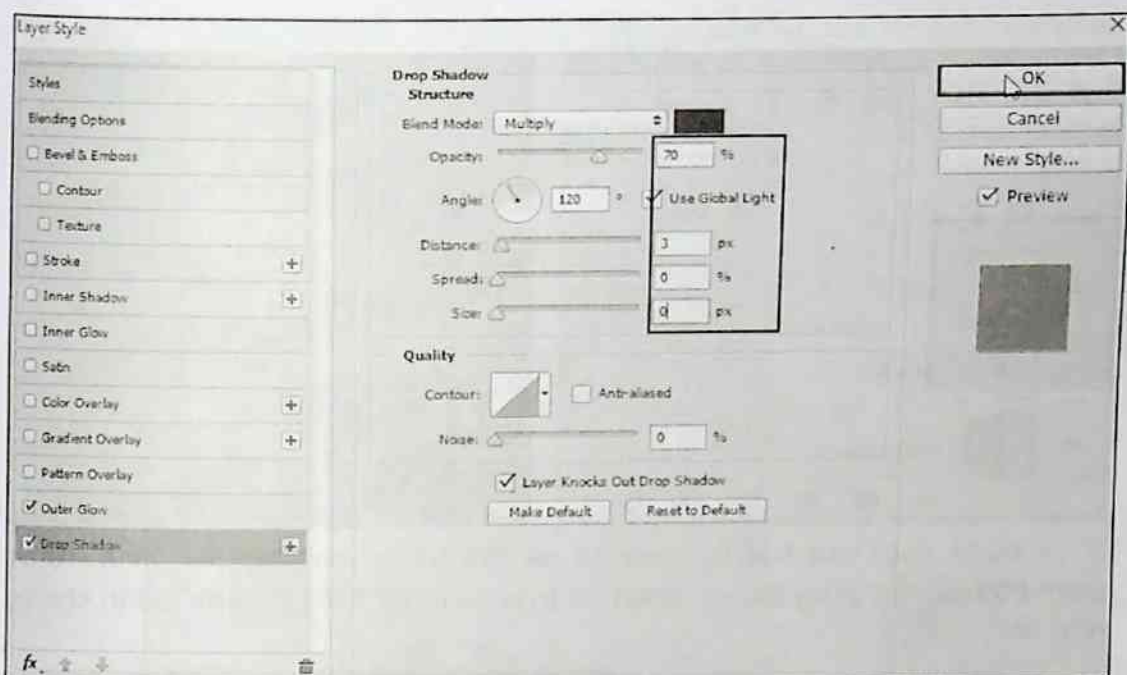 Layer Style
Styles
Blending Options
Bevel & Emboss
Contour
Texture
Stroke
Inner Shadow
Inner Glow
Satin
Color Overlay
Gradient Overlay
Pattern Overlay
Outer Glow
Drop Shadow
fx
Drop Shadow
Structure
Blend Mode: Multiply
Opacity: 70 %
Angle: 120 ° Use Global Light
Distance: 3 px
Spread: 0 %
Size: 0 px
Quality
Contour: Anti-aliased
Noise: 0 %
Layer Knocks Out Drop Shadow
Make Default Reset to Default
OK
Cancel
New Style...
Preview